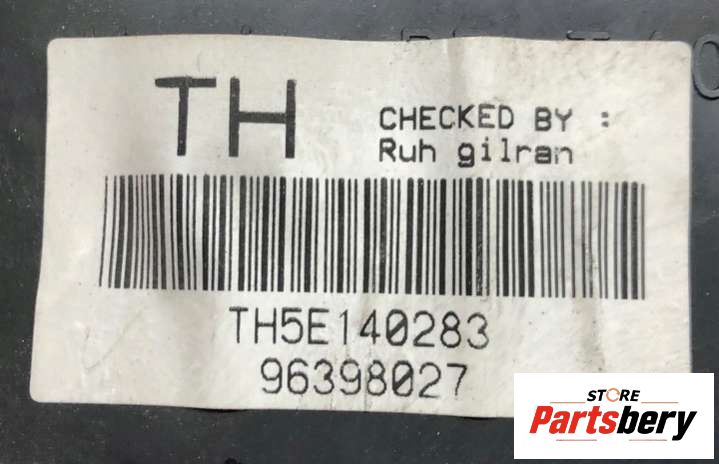 TH
CHECKED BY :
Ruh gilran
TH5E140283
96398027
STORE
Partsbery